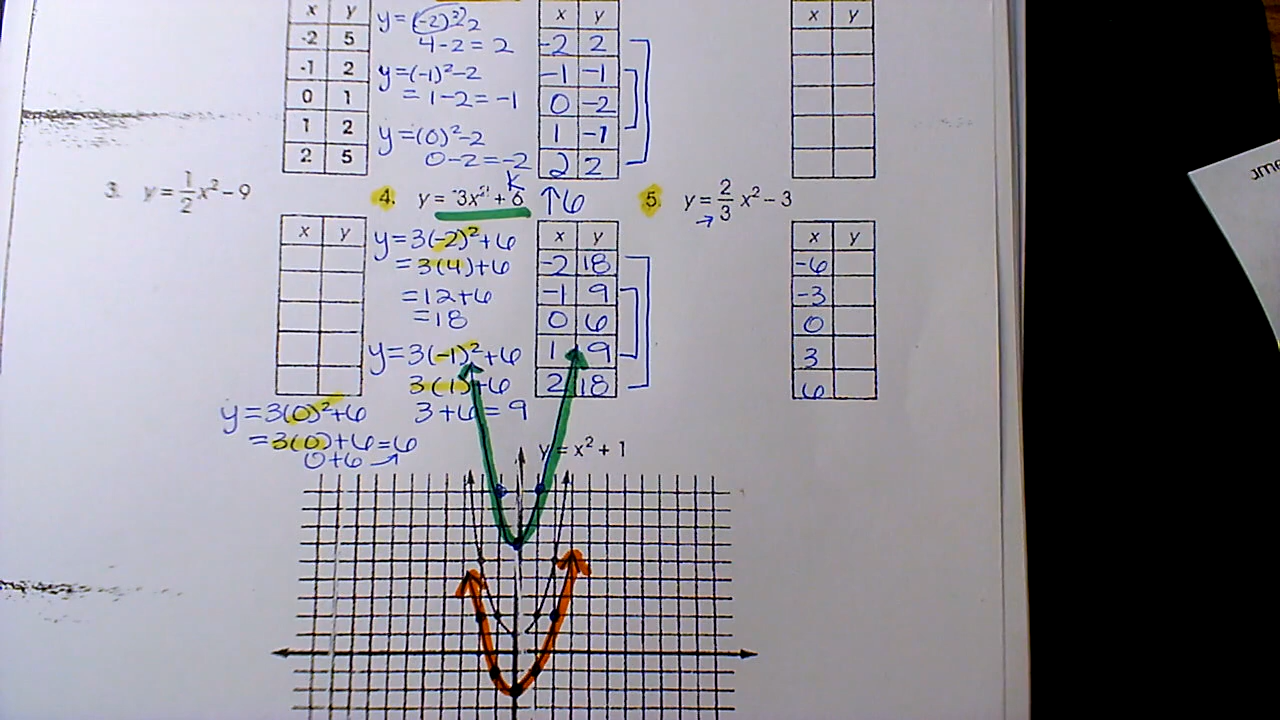 x y
-2 5
-1 2
0 1
1 2
2 5
y=(-2)²-2
4-2=2
y=(-1)²-2
=1-2=-1
y=(0)²-2
0-2=-2
x y
-2 2
-1 -1
0 -2
1 -1
2 2
x y
3. y = 1/2 x² - 9
x y
K
4. y = 3x² + 6 ↑6
y=3(-2)²+6
=3(4)+6
=12+6
=18
y=3(-1)²+6
3(1)+6
3+6=9
y=3(0)²+6
=3(0)+6=6
0+6→
x y
-2 18
-1 9
0 6
1 9
2 18
5. y = 2/3 x² - 3
→
x y
-6
-3
0
3
6
y = x² + 1